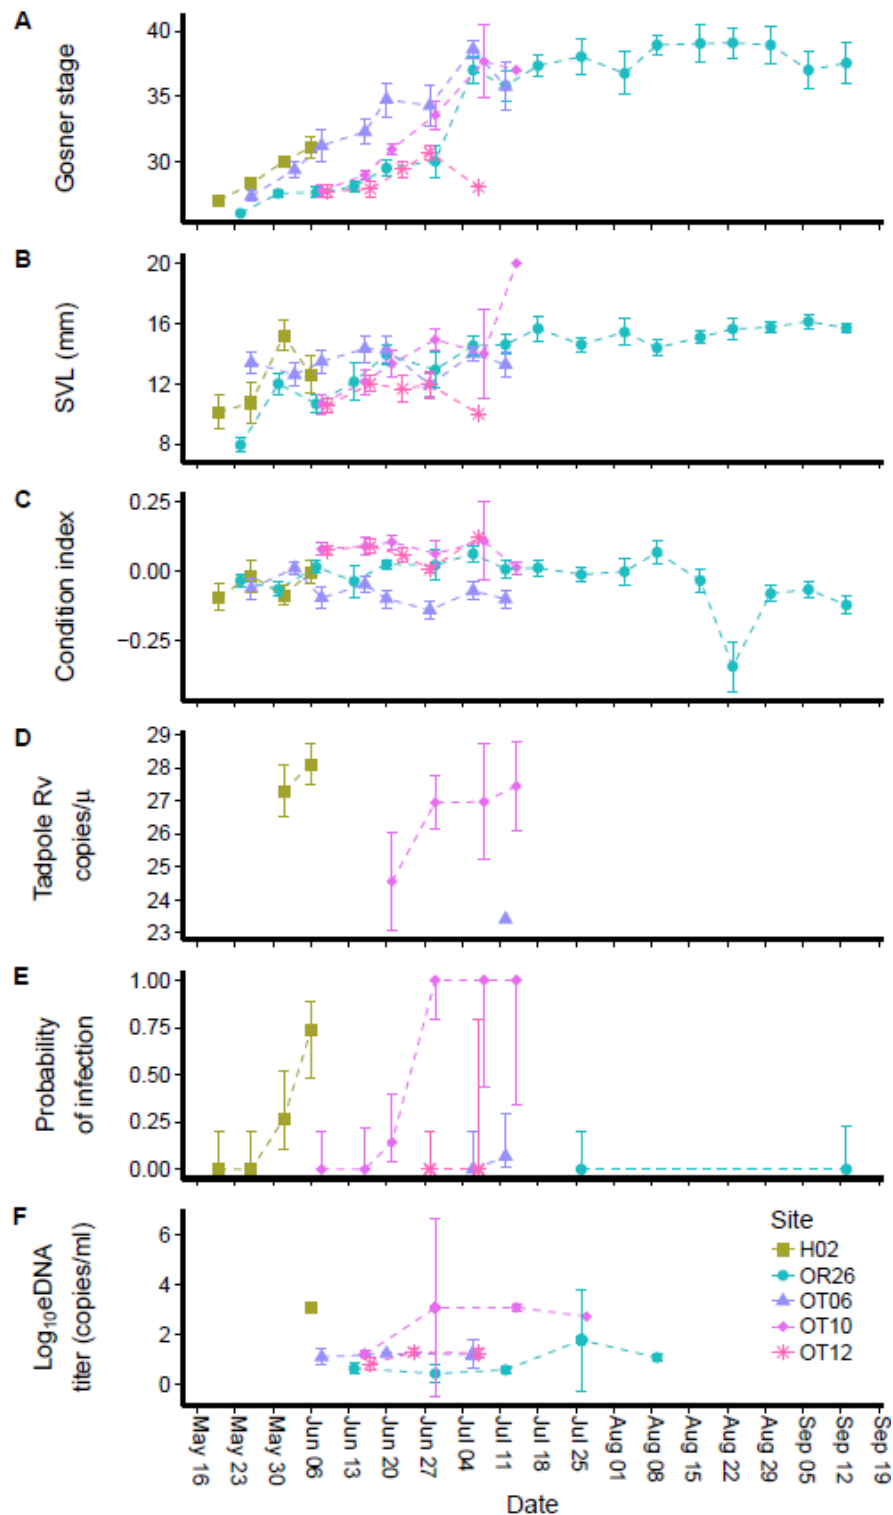 A
Gosner stage
40
35
30
B
SVL (mm)
20
16
12
8
C
Condition index
0.25
0.00
−0.25
D
Tadpole Rv
copies/μ
29
28
27
26
25
24
23
E
Probability
of infection
1.00
0.75
0.50
0.25
0.00
F
Log10eDNA
titer (copies/ml)
6
4
2
0
Site
H02
OR26
OT06
OT10
OT12
May 16
May 23
May 30
Jun 06
Jun 13
Jun 20
Jun 27
Jul 04
Jul 11
Jul 18
Jul 25
Aug 01
Aug 08
Aug 15
Aug 22
Aug 29
Sep 05
Sep 12
Sep 19
Date